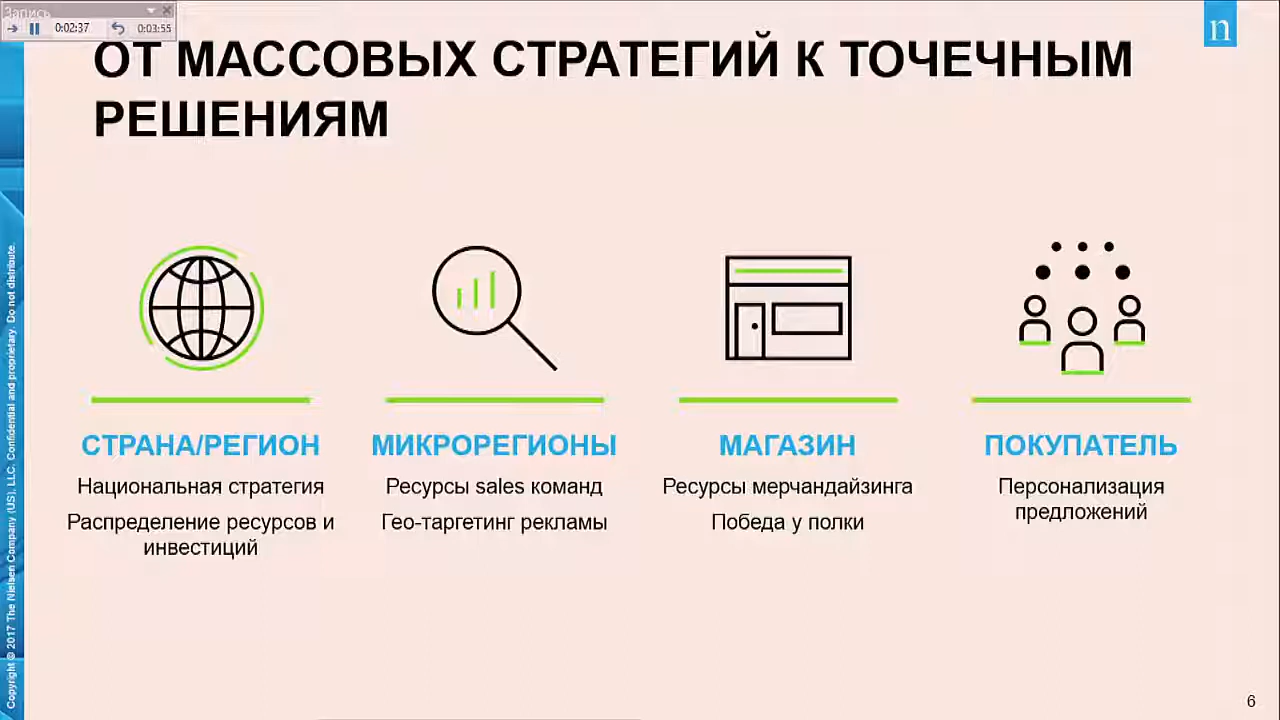 Запись
0:02:37
0:03:55
n
ОТ МАССОВЫХ СТРАТЕГИЙ К ТОЧЕЧНЫМ
РЕШЕНИЯМ
СТРАНА/РЕГИОН
Национальная стратегия
Распределение ресурсов и
инвестиций
МИКРОРЕГИОНЫ
Ресурсы sales команд
Гео-таргетинг рекламы
МАГАЗИН
Ресурсы мерчандайзинга
Победа у полки
ПОКУПАТЕЛЬ
Персонализация
предложений
Copyright © 2017 The Nielsen Company (US), LLC. Confidential and proprietary. Do not distribute.
6